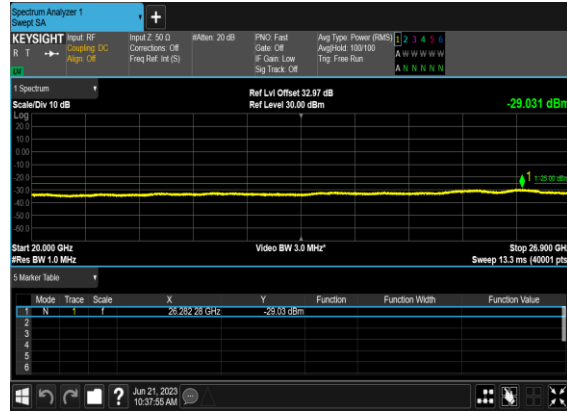 Spectrum Analyzer 1
Swept SA
+
KEYSIGHT Input: RF Input Z: 50 Ω #Atten: 20 dB PNO: Fast Avg Type: Power (RMS) 1 2 3 4 5 6
R T Coupling: DC Corrections: Off Gate: Off Avg|Hold: 100/100 A W W W W W
Align: Off Freq Ref: Int (S) IF Gain: Low Trig: Free Run
Sig Track: Off A N N N N N
1 Spectrum
Ref Lvl Offset 32.97 dB
Scale/Div 10 dB Ref Level 30.00 dBm -29.031 dBm
Log
20.0
10.0
0.00
-10.0
-20.0
-30.0
-40.0
-50.0
-60.0
1
Start 20.000 GHz Video BW 3.0 MHz* Stop 26.900 GHz
#Res BW 1.0 MHz Sweep 13.3 ms (40001 pts)
5 Marker Table
Mode Trace Scale X Y Function Function Width Function Value
1 N 1 f 26.282 28 GHz -29.03 dBm
2
3
4
5
6
? Jun 21, 2023
10:37:55 AM